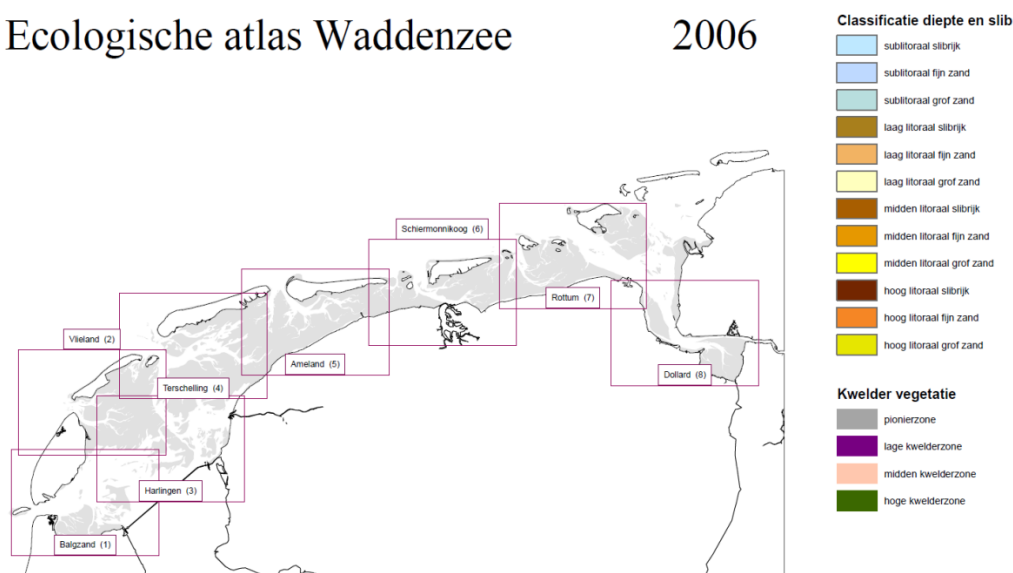 Ecologische atlas Waddenzee 2006
Classificatie diepte en slib
sublitoraal slibrijk
sublitoraal fijn zand
sublitoraal grof zand
laag litoraal slibrijk
laag litoraal fijn zand
laag litoraal grof zand
midden litoraal slibrijk
midden litoraal fijn zand
midden litoraal grof zand
hoog litoraal slibrijk
hoog litoraal fijn zand
hoog litoraal grof zand
Kwelder vegetatie
pionierzone
lage kwelderzone
midden kwelderzone
hoge kwelderzone
Schiermonnikoog (6)
Rottum (7)
Vlieland (2)
Ameland (5)
Dollard (8)
Terschelling (4)
Harlingen (3)
Balgzand (1)